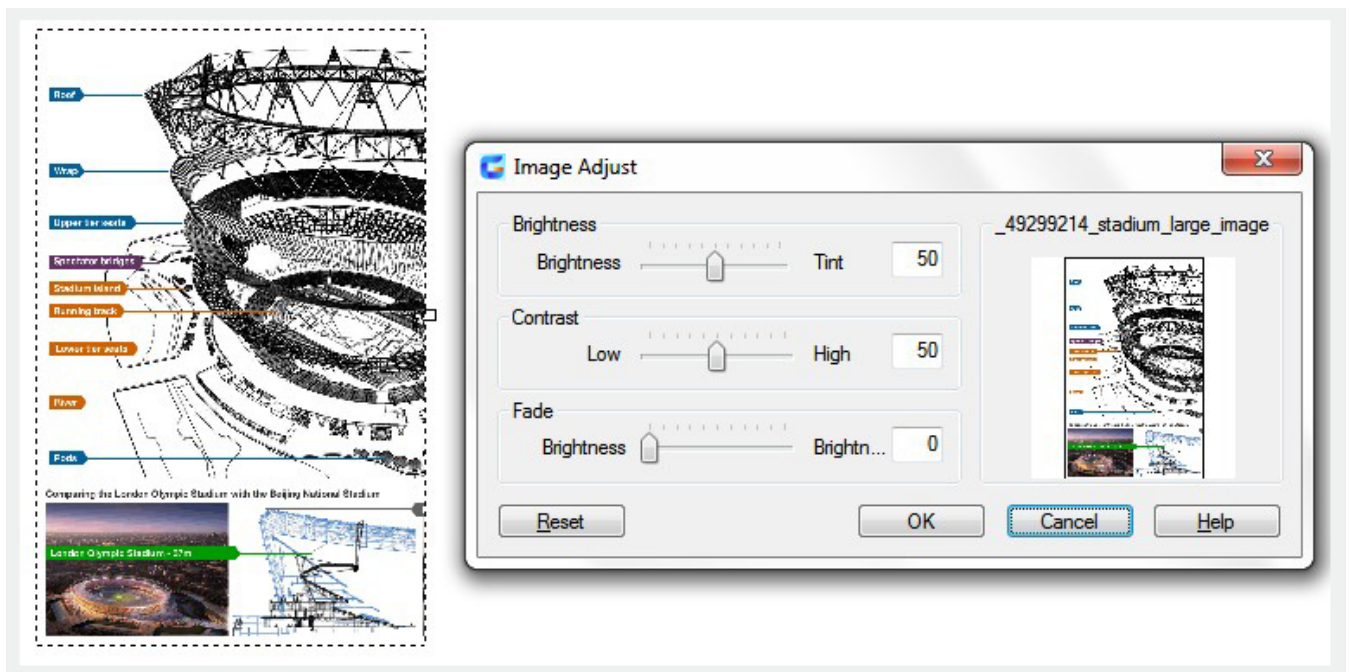 Roof
Wrap
Upper tier seats
Spectator bridges
Stadium island
Running track
Lower tier seats
River
Pods
Comparing the London Olympic Stadium with the Beijing National Stadium
London Olympic Stadium - 67m
Image Adjust
Brightness
Brightness
Tint
50
Contrast
Low
High
50
Fade
Brightness
Brightn...
0
_49299214_stadium_large_image
Reset
OK
Cancel
Help